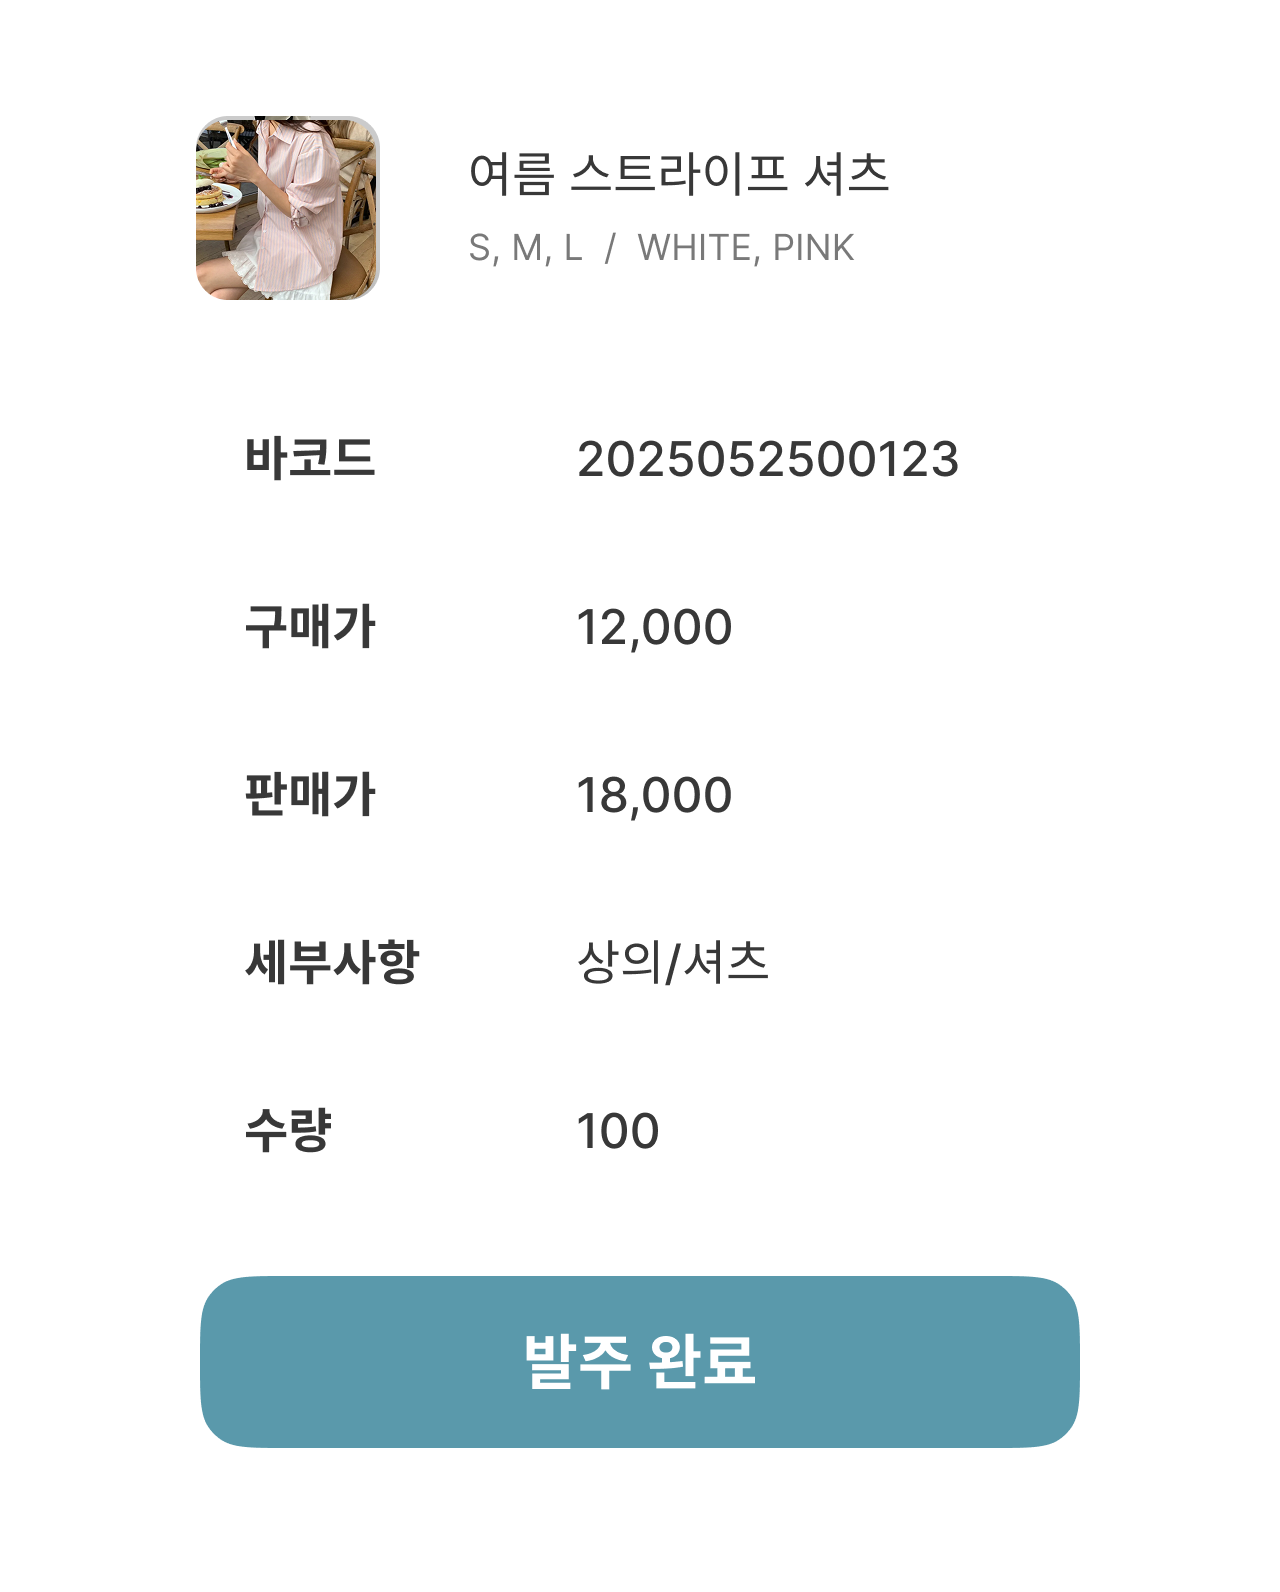 여름 스트라이프 셔츠
S, M, L / WHITE, PINK
바코드 2025052500123
구매가 12,000
판매가 18,000
세부사항 상의/셔츠
수량 100
발주 완료